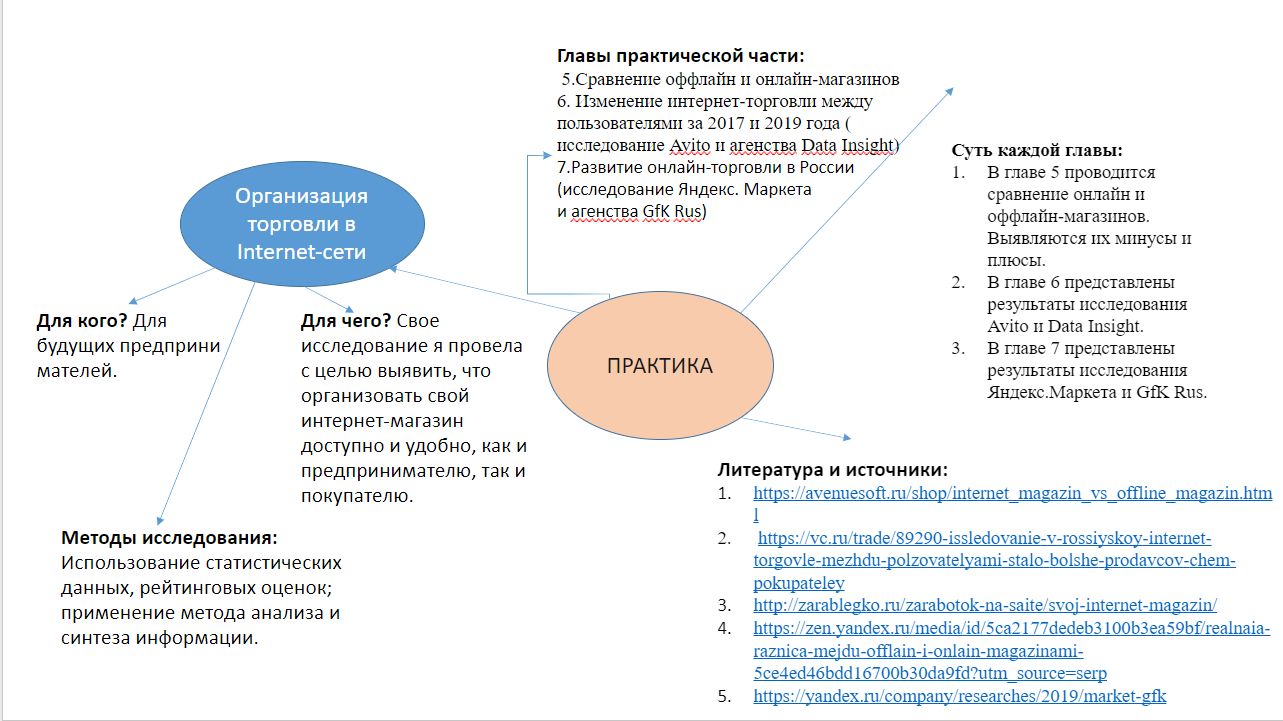 Главы практической части:
5.Сравнение оффлайн и онлайн-магазинов
6. Изменение интернет-торговли между
пользователями за 2017 и 2019 года (
исследование Avito и агенства Data Insight)
7.Развитие онлайн-торговли в России
(исследование Яндекс. Маркета
и агенства GfK Rus)
Суть каждой главы:
1. В главе 5 проводится
сравнение онлайн и
оффлайн-магазинов.
Выявляются их минусы и
плюсы.
2. В главе 6 представлены
результаты исследования
Avito и Data Insight.
3. В главе 7 представлены
результаты исследования
Яндекс.Маркета и GfK Rus.
Организация
торговли в
Internet-сети
Для кого? Для
будущих предприни
мателей.
Для чего? Свое
исследование я провела
с целью выявить, что
организовать свой
интернет-магазин
доступно и удобно, как и
предпринимателю, так и
покупателю.
ПРАКТИКА
Методы исследования:
Использование статистических
данных, рейтинговых оценок;
применение метода анализа и
синтеза информации.
Литература и источники:
1. https://avenuesoft.ru/shop/internet_magazin_vs_offline_magazin.htm
l
2. https://vc.ru/trade/89290-issledovanie-v-rossiyskoy-internet-
torgovle-mezhdu-polzovatelyami-stalo-bolshe-prodavcov-chem-
pokupateley
3. http://zarablegko.ru/zarabotok-na-saite/svoj-internet-magazin/
4. https://zen.yandex.ru/media/id/5ca2177dedeb3100b3ea59bf/realnaia-
raznica-mejdu-offlain-i-onlain-magazinami-
5ce4ed46bdd16700b30da9fd?utm_source=serp
5. https://yandex.ru/company/researches/2019/market-gfk